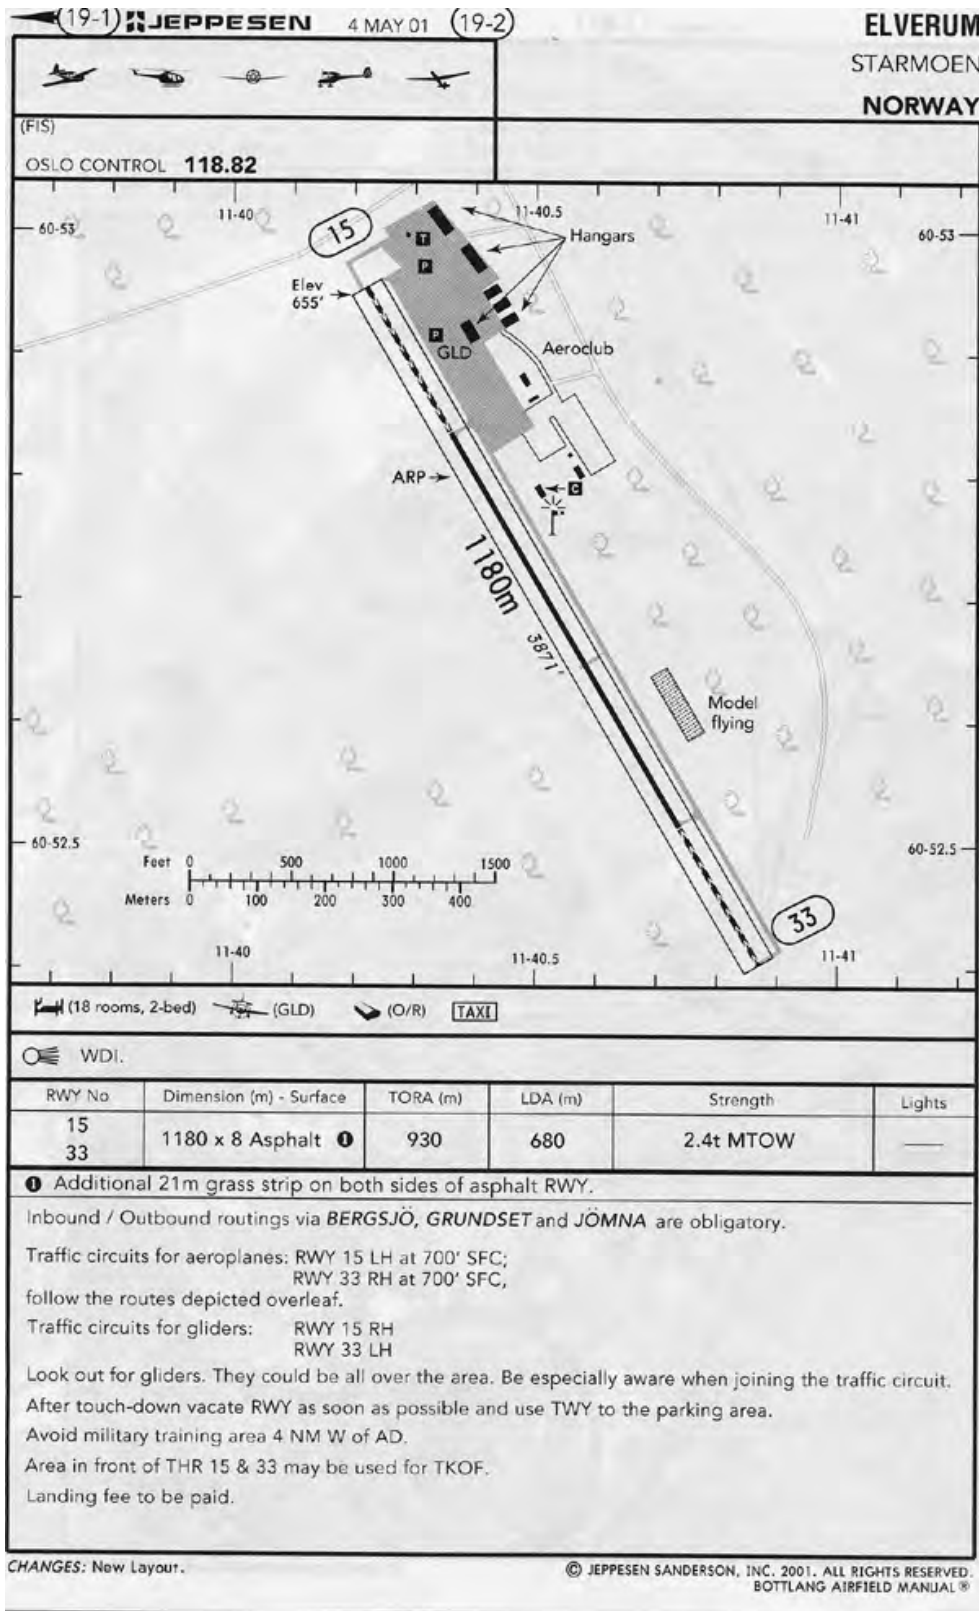 19-1 JEPPESEN 4 MAY 01 19-2
ELVERUM
STARMOEN
NORWAY
(FIS)
OSLO CONTROL 118.82
11-40
11-40.5
11-41
60-53
60-53
15
T
P
Hangars
Elev
655'
P
GLD
Aeroclub
ARP
C
1180m
3871'
Model
flying
60-52.5
60-52.5
Feet 0 500 1000 1500
Meters 0 100 200 300 400
33
11-40
11-40.5
11-41
(18 rooms, 2-bed) (GLD) (O/R) TAXI
WDI.
RWY No Dimension (m) - Surface TORA (m) LDA (m) Strength Lights
15
33
1180 x 8 Asphalt ❶ 930 680 2.4t MTOW —
❶ Additional 21m grass strip on both sides of asphalt RWY.
Inbound / Outbound routings via BERGSJÖ, GRUNDSET and JÖMNA are obligatory.
Traffic circuits for aeroplanes: RWY 15 LH at 700' SFC;
RWY 33 RH at 700' SFC,
follow the routes depicted overleaf.
Traffic circuits for gliders: RWY 15 RH
RWY 33 LH
Look out for gliders. They could be all over the area. Be especially aware when joining the traffic circuit.
After touch-down vacate RWY as soon as possible and use TWY to the parking area.
Avoid military training area 4 NM W of AD.
Area in front of THR 15 & 33 may be used for TKOF.
Landing fee to be paid.
CHANGES: New Layout.
© JEPPESEN SANDERSON, INC. 2001. ALL RIGHTS RESERVED.
BOTTLANG AIRFIELD MANUAL ®